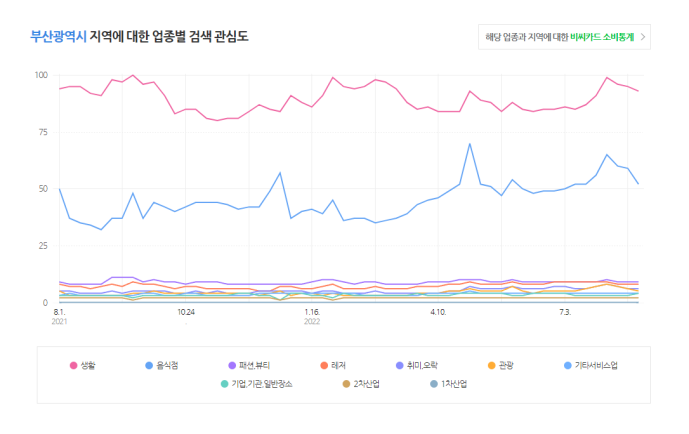 부산광역시 지역에 대한 업종별 검색 관심도
해당 업종과 지역에 대한 비씨카드 소비통계
100
75
50
25
0
8.1. 10.24 1.16 4.10. 7.3.
2021 2022
생활 음식점 패션,뷰티 레저 취미,오락 관광 기타서비스업
기업,기관,일반장소 2차산업 1차산업